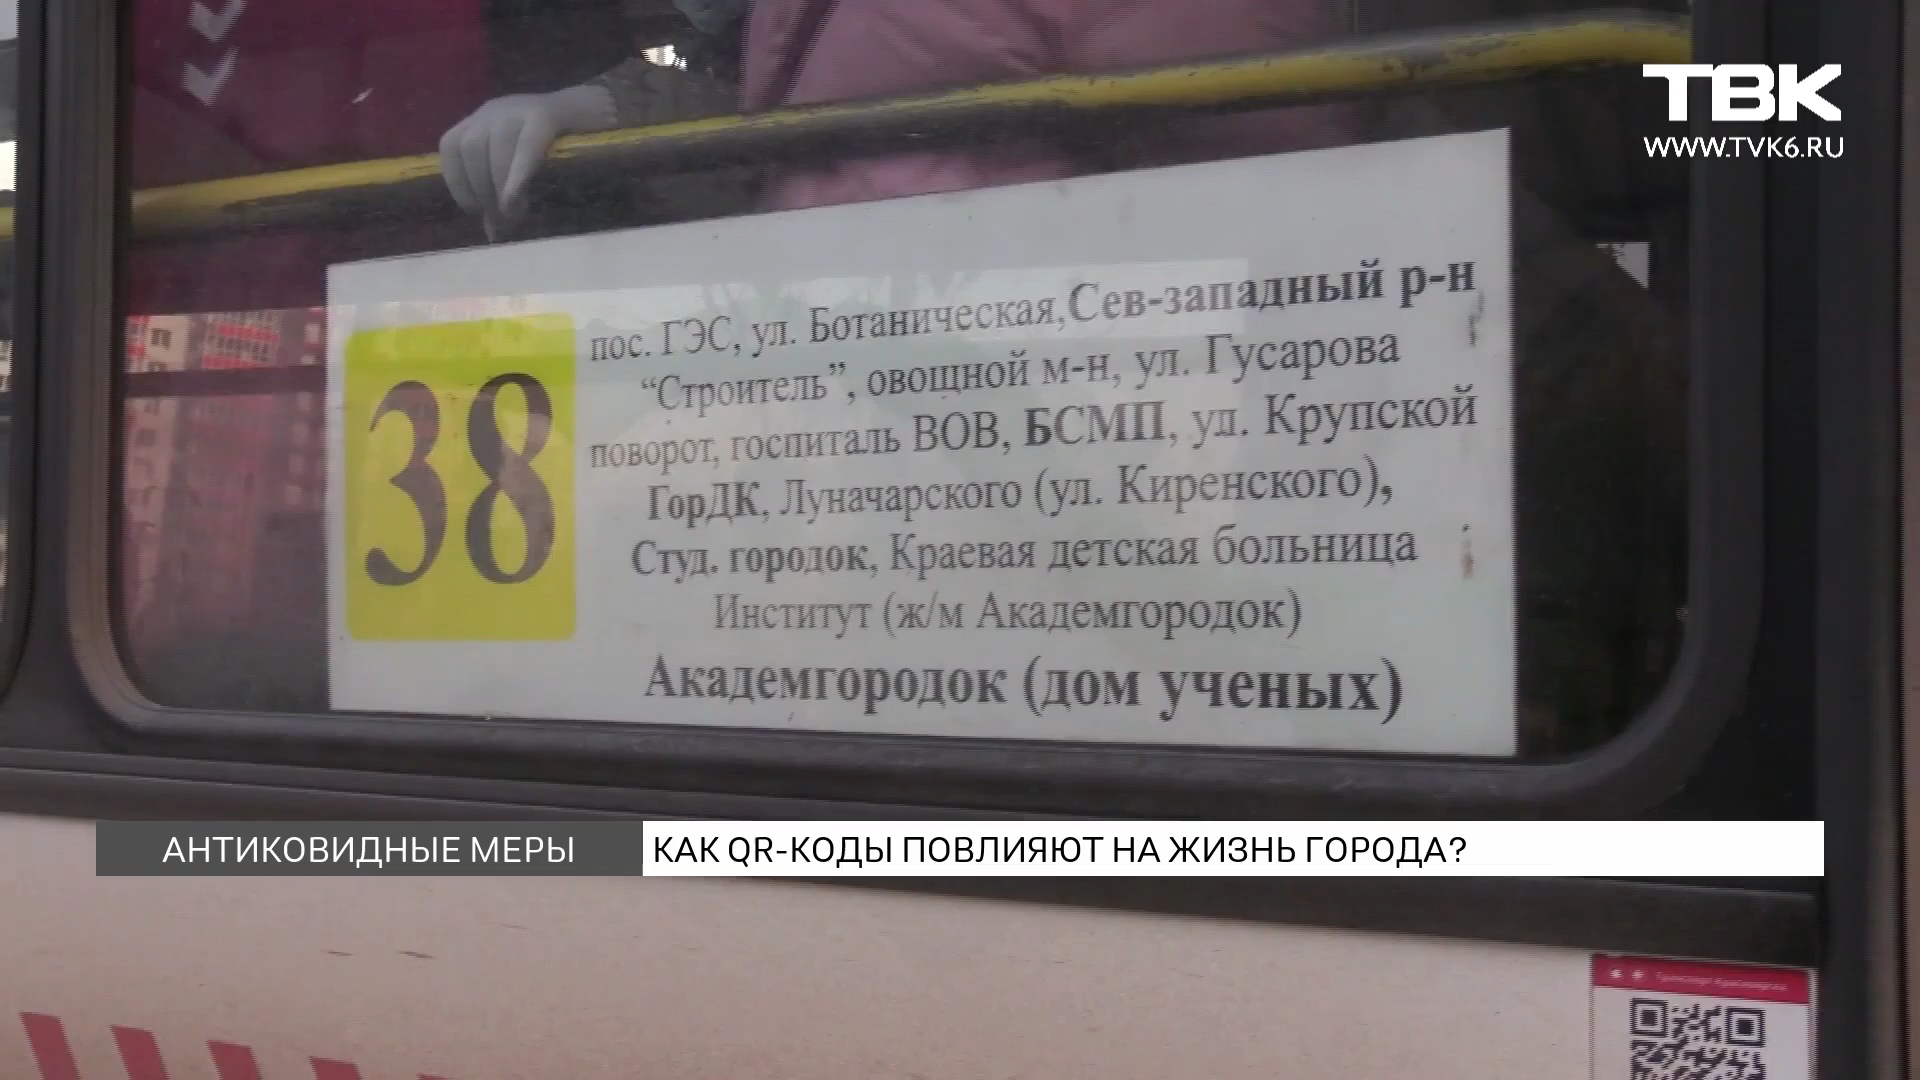 ТВК
WWW.TVK6.RU
38
пос. ГЭС, ул. Ботаническая,Сев-западный р-н
“Строитель”, овощной м-н, ул. Гусарова
поворот, госпиталь ВОВ, БСМП, ул. Крупской
ГорДК, Луначарского (ул. Киренского),
Студ. городок, Краевая детская больница
Институт (ж/м Академгородок)
Академгородок (дом ученых)
АНТИКОВИДНЫЕ МЕРЫ
КАК QR-КОДЫ ПОВЛИЯЮТ НА ЖИЗНЬ ГОРОДА?
Транспорт Красноярска